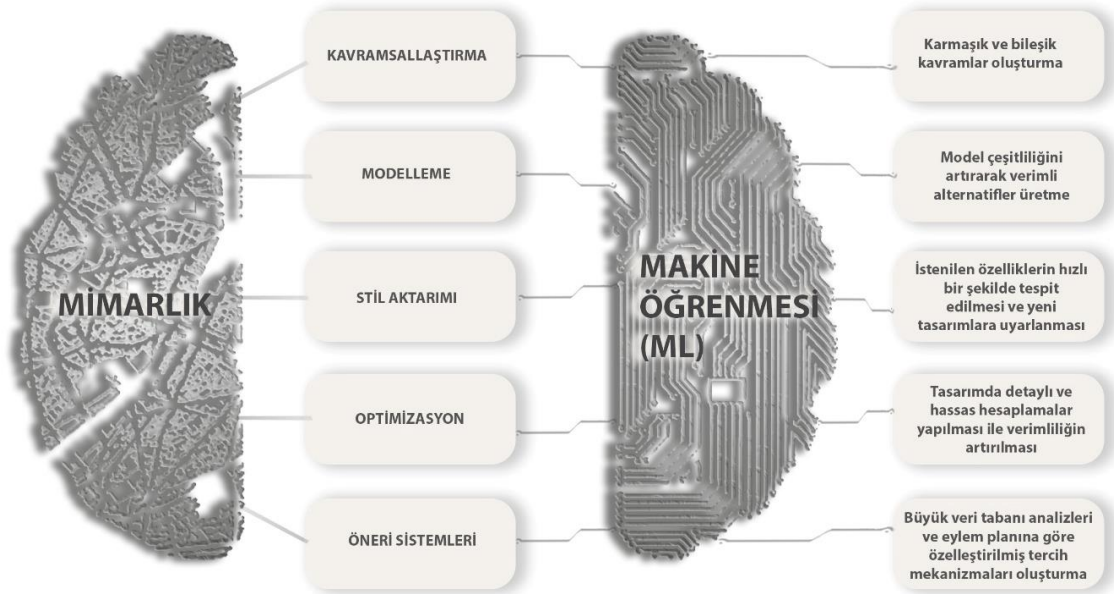 MİMARLIK
KAVRAMSALLAŞTIRMA
MODELLEME
STİL AKTARIMI
OPTİMİZASYON
ÖNERİ SİSTEMLERİ
MAKİNE
ÖĞRENMESİ
(ML)
Karmaşık ve bileşik
kavramlar oluşturma
Model çeşitliliğini
artırarak verimli
alternatifler üretme
İstenilen özelliklerin hızlı
bir şekilde tespit
edilmesi ve yeni
tasarımlara uyarlanması
Tasarımda detaylı ve
hassas hesaplamalar
yapılması ile verimliliğin
artırılması
Büyük veri tabanı analizleri
ve eylem planına göre
özelleştirilmiş tercih
mekanizmaları oluşturma